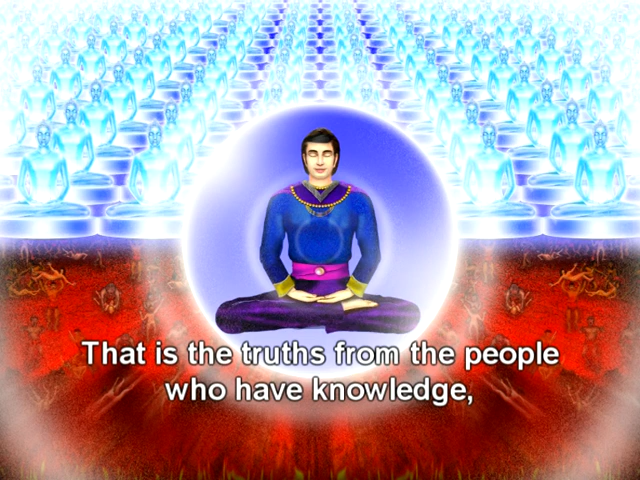 That is the truths from the people
who have knowledge,